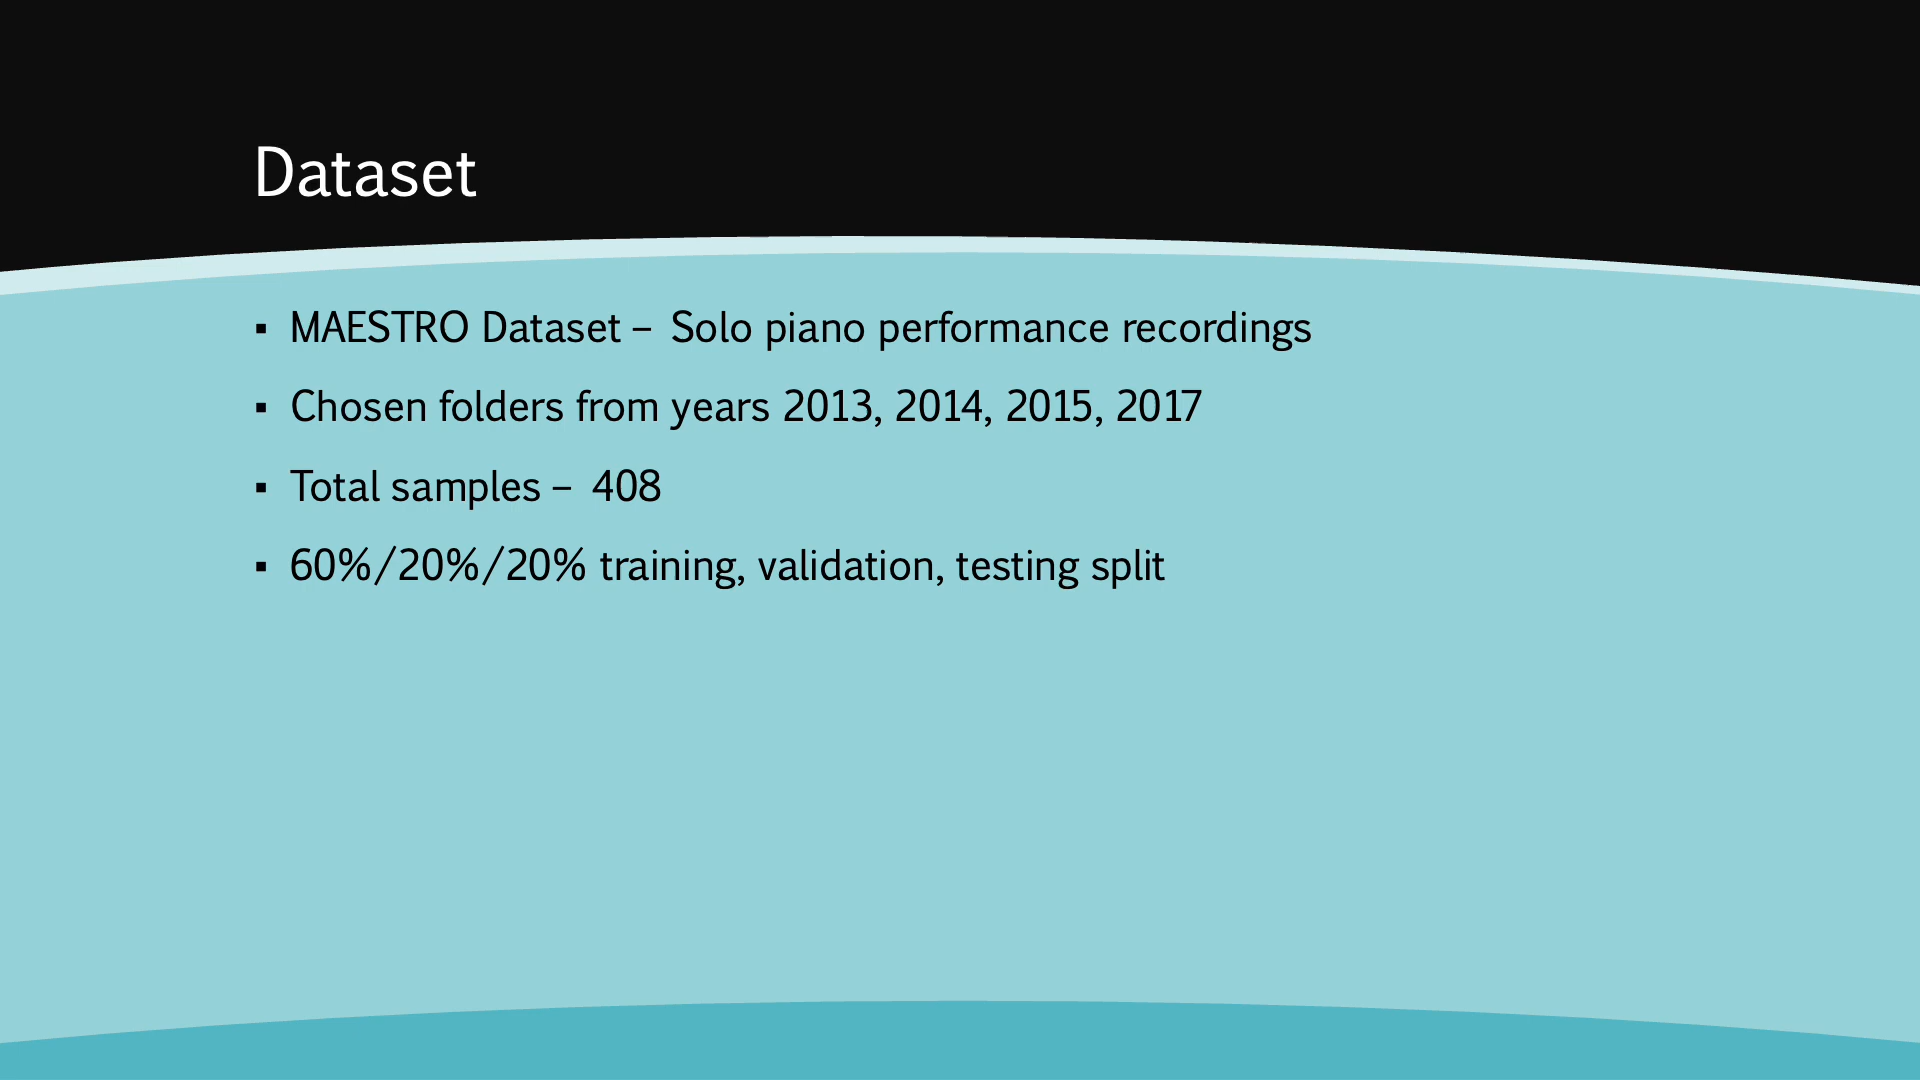 Dataset
▪ MAESTRO Dataset – Solo piano performance recordings
▪ Chosen folders from years 2013, 2014, 2015, 2017
▪ Total samples – 408
▪ 60%/20%/20% training, validation, testing split